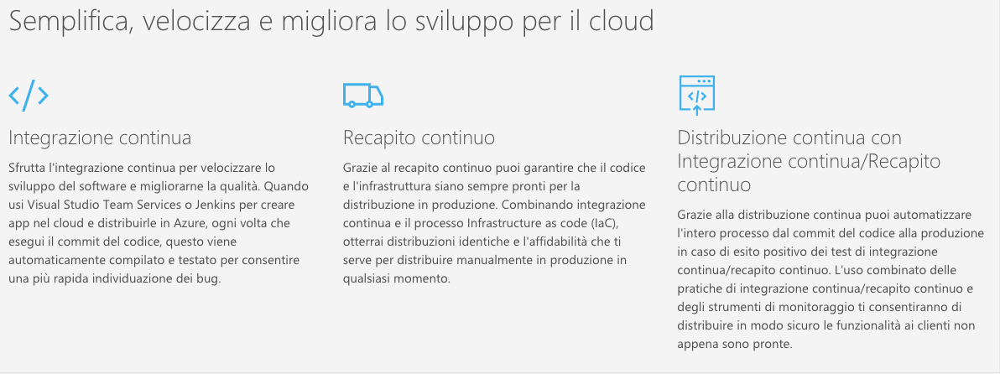 Semplifica, velocizza e migliora lo sviluppo per il cloud
Integrazione continua
Sfrutta l'integrazione continua per velocizzare lo
sviluppo del software e migliorarne la qualità. Quando
usi Visual Studio Team Services o Jenkins per creare
app nel cloud e distribuirle in Azure, ogni volta che
esegui il commit del codice, questo viene
automaticamente compilato e testato per consentire
una più rapida individuazione dei bug.
Recapito continuo
Grazie al recapito continuo puoi garantire che il codice
e l'infrastruttura siano sempre pronti per la
distribuzione in produzione. Combinando integrazione
continua e il processo Infrastructure as code (IaC),
otterrai distribuzioni identiche e l'affidabilità che ti
serve per distribuire manualmente in produzione in
qualsiasi momento.
Distribuzione continua con
Integrazione continua/Recapito
continuo
Grazie alla distribuzione continua puoi automatizzare
l'intero processo dal commit del codice alla produzione
in caso di esito positivo dei test di integrazione
continua/recapito continuo. L'uso combinato delle
pratiche di integrazione continua/recapito continuo e
degli strumenti di monitoraggio ti consentiranno di
distribuire in modo sicuro le funzionalità ai clienti non
appena sono pronte.